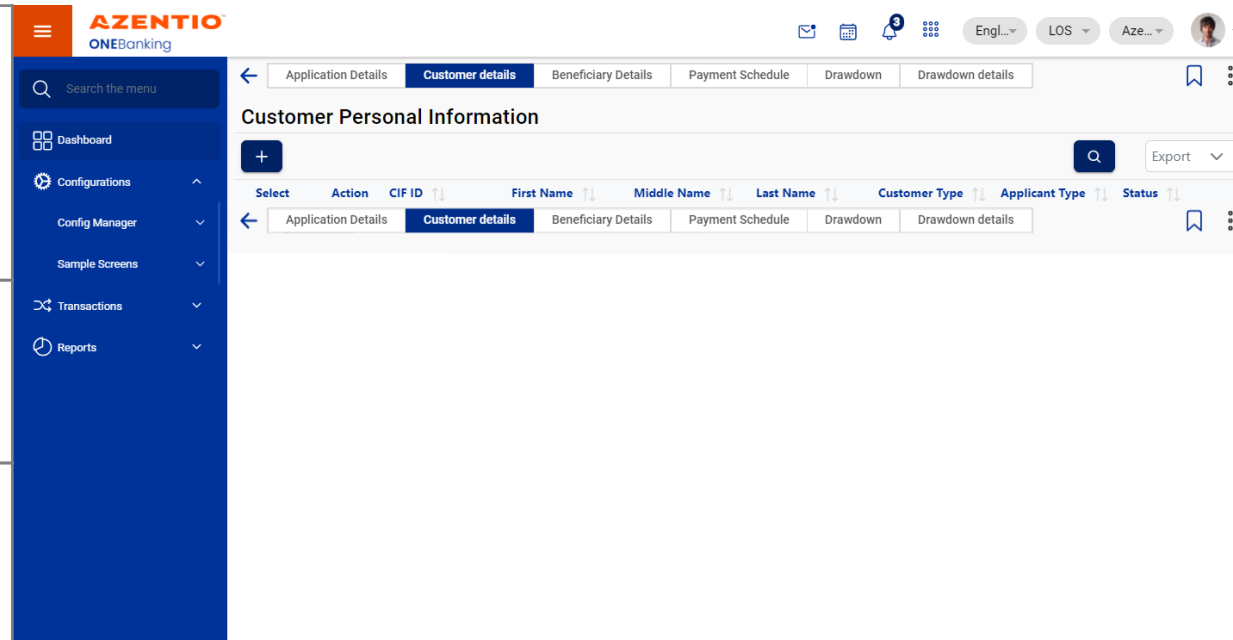 AZENTIO
ONEBanking
3
Engl...
LOS
Aze...
Search the menu
Dashboard
Configurations
Config Manager
Sample Screens
Transactions
Reports
Application Details Customer details Beneficiary Details Payment Schedule Drawdown Drawdown details
Customer Personal Information
+
Export
Select Action CIF ID First Name Middle Name Last Name Customer Type Applicant Type Status
Application Details Customer details Beneficiary Details Payment Schedule Drawdown Drawdown details